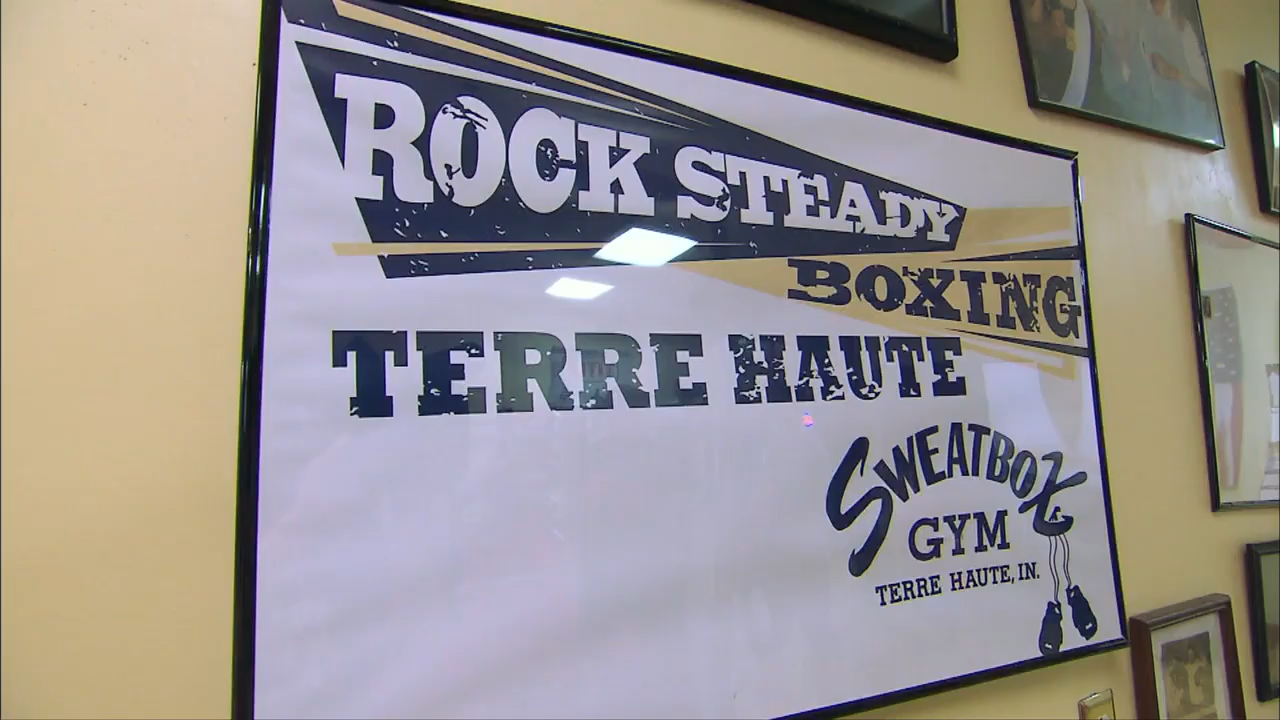 ROCK STEADY
BOXING
TERRE HAUTE
SWEATBOX
GYM
TERRE HAUTE, IN.